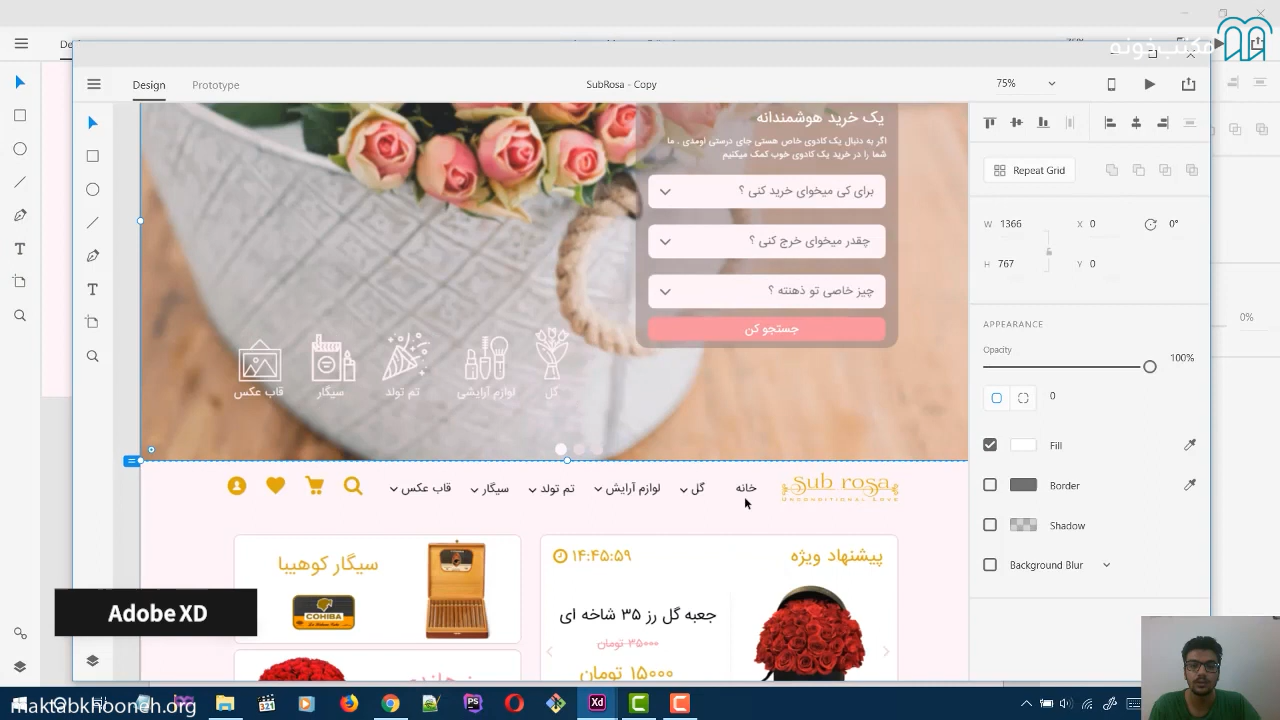 مکتب‌خونه
Design
Prototype
SubRosa - Copy
75%
یک خرید هوشمندانه
اگر به دنبال یک کادوی خاص هستی جای درستی اومدی . ما
شما را در خرید یک کادوی خوب کمک میکنیم
برای کی میخوای خرید کنی ؟
چقدر میخوای خرج کنی ؟
چیز خاصی تو ذهنته ؟
جستجو کن
گل
لوازم آرایشی
تم تولد
سیگار
قاب عکس
Repeat Grid
W 1366
X 0
0°
H 767
Y 0
0%
APPEARANCE
Opacity
100%
0
Fill
Border
Shadow
Background Blur
Sub rosa
Unconditional Love
خانه
گل
لوازم آرایش
تم تولد
سیگار
قاب عکس
پیشنهاد ویژه
۱۴:۴۵:۵۹
جعبه گل رز ۳۵ شاخه ای
۳۵۰۰۰ تومان
۱۵۰۰۰ تومان
سیگار کوهیبا
COHIBA
Adobe XD
maktabkhooneh.org